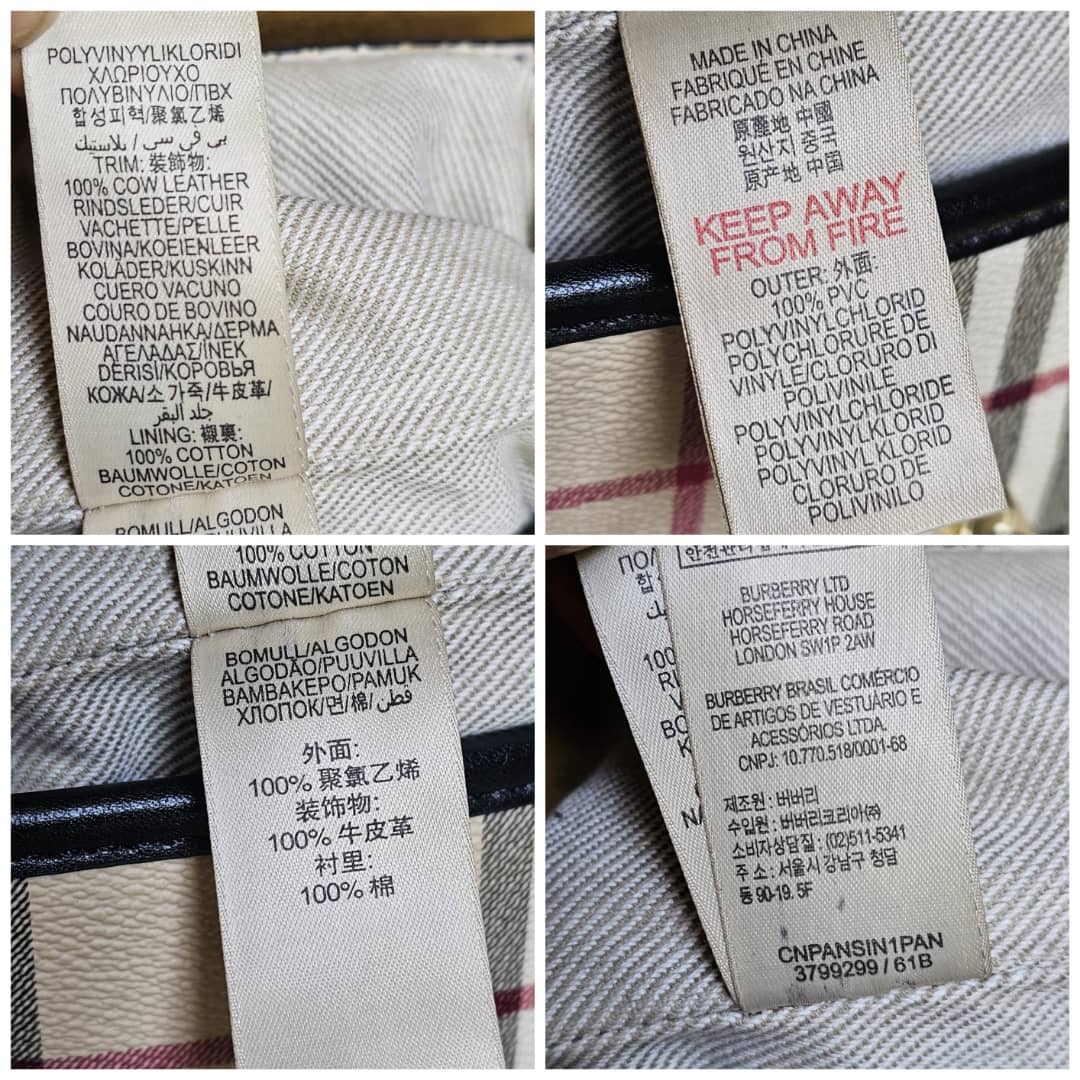 POLYVINYYLIKLORIDI
ΧΛΩΡΙΟΥΧΟ
ΠΟΛΥΒΙΝΥΛΙΟ/ПВХ
합성피혁/聚氯乙烯
بی فی سی / بلاستيك
TRIM: 裝飾物:
100% COW LEATHER
RINDSLEDER/CUIR
VACHETTE/PELLE
BOVINA/KOEIENLEER
KOLÄDER/KUSKINN
CUERO VACUNO
COURO DE BOVINO
NAUDANNAHKA/ΔΕΡΜΑ
ΑΓΕΛΑΔΑΣ/İNEK
DERİSİ/КОРОВЬЯ
КОЖА/소 가죽/牛皮革/
جلد البقر
LINING: 襯裏:
100% COTTON
BAUMWOLLE/COTON
COTONE/KATOEN
BOMULL/ALGODON
MADE IN CHINA
FABRIQUÉ EN CHINE
FABRICADO NA CHINA
原產地 中國
원산지 중국
原产地 中国
KEEP AWAY
FROM FIRE
OUTER: 外面:
100% PVC
POLYVINYLCHLORID
POLYCHLORURE DE
VINYLE/CLORURO DI
POLIVINILE
POLYVINYLCHLORIDE
POLYVINYLKLORID
POLYVINYL KLORID
CLORURO DE
POLIVINILO
100% COTTON
BAUMWOLLE/COTON
COTONE/KATOEN
BOMULL/ALGODON
ALGODÃO/PUUVILLA
ΒΑΜΒΑΚΕΡΟ/PAMUK
ХЛОПОК/면/棉/قطن
外面:
100% 聚氯乙烯
装饰物:
100% 牛皮革
衬里:
100% 棉
BURBERRY LTD
HORSEFERRY HOUSE
HORSEFERRY ROAD
LONDON SW1P 2AW
BURBERRY BRASIL COMÉRCIO
DE ARTIGOS DE VESTUÁRIO E
ACESSÓRIOS LTDA.
CNPJ: 10.770.518/0001-68
제조원 : 버버리
수입원 : 버버리코리아㈜
소비자상담실 : (02)511-5341
주 소 : 서울시 강남구 청담
동 90-19. 5F
CNPANSIN1PAN
3799299 / 61B